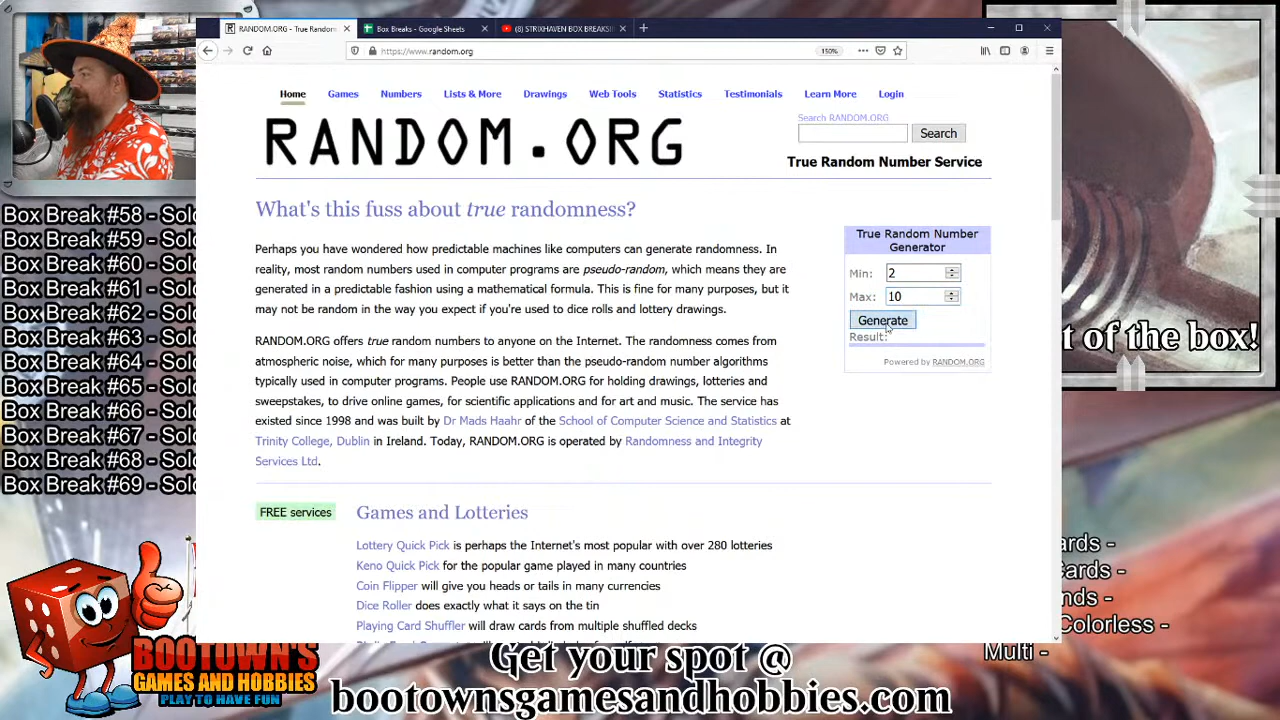 RANDOM.ORG - True Random
Box Breaks - Google Sheets
(8) STRIXHAVEN BOX BREAKS!
https://www.random.org
150%
Home Games Numbers Lists & More Drawings Web Tools Statistics Testimonials Learn More Login
RANDOM.ORG
Search RANDOM.ORG
Search
True Random Number Service
What's this fuss about true randomness?
Perhaps you have wondered how predictable machines like computers can generate randomness. In
reality, most random numbers used in computer programs are pseudo-random, which means they are
generated in a predictable fashion using a mathematical formula. This is fine for many purposes, but it
may not be random in the way you expect if you're used to dice rolls and lottery drawings.
RANDOM.ORG offers true random numbers to anyone on the Internet. The randomness comes from
atmospheric noise, which for many purposes is better than the pseudo-random number algorithms
typically used in computer programs. People use RANDOM.ORG for holding drawings, lotteries and
sweepstakes, to drive online games, for scientific applications and for art and music. The service has
existed since 1998 and was built by Dr Mads Haahr of the School of Computer Science and Statistics at
Trinity College, Dublin in Ireland. Today, RANDOM.ORG is operated by Randomness and Integrity
Services Ltd.
True Random Number
Generator
Min: 2
Max: 10
Generate
Result:
Powered by RANDOM.ORG
FREE services
Games and Lotteries
Lottery Quick Pick is perhaps the Internet's most popular with over 280 lotteries
Keno Quick Pick for the popular game played in many countries
Coin Flipper will give you heads or tails in many currencies
Dice Roller does exactly what it says on the tin
Playing Card Shuffler will draw cards from multiple shuffled decks
Box Break #58 - Sol
Box Break #59 - Sol
Box Break #60 - Sol
Box Break #61 - Sol
Box Break #62 - Sol
Box Break #63 - Sol
Box Break #64 - Sol
Box Break #65 - Sol
Box Break #66 - Sol
Box Break #67 - Sol
Box Break #68 - Sol
Box Break #69 - Sol
t of the box!
ards -
ards -
nds -
Colorless -
Multi -
BOOTOWN'S
GAMES AND HOBBIES
PLAY TO HAVE FUN
Get your spot @
bootownsgamesandhobbies.com